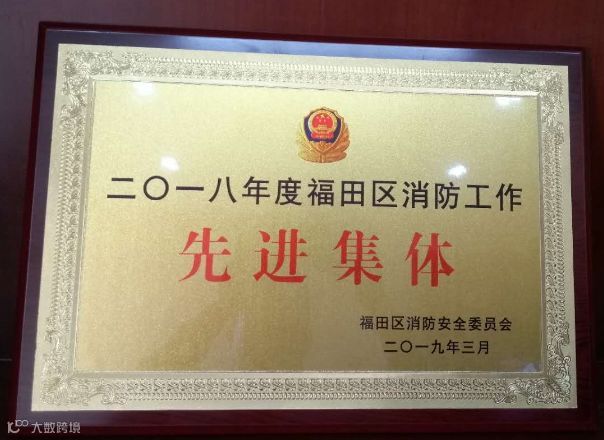 二〇一八年度福田区消防工作
先进集体
福田区消防安全委员会
二〇一九年三月
大数跨境